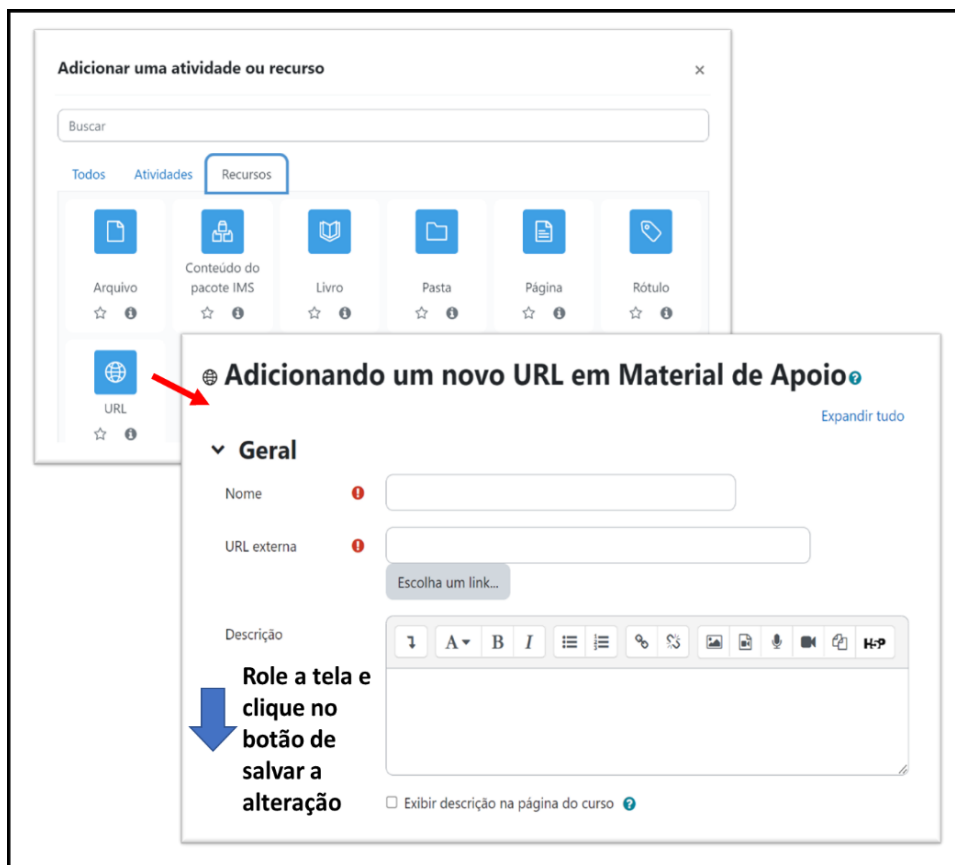 Adicionar uma atividade ou recurso
×
Buscar
Todos Atividades Recursos
Arquivo
Conteúdo do
pacote IMS
Livro
Pasta
Página
Rótulo
URL
Adicionando um novo URL em Material de Apoio
Expandir tudo
Geral
Nome
URL externa
Escolha um link...
Descrição
A B I H-P
Role a tela e
clique no
botão de
salvar a
alteração
Exibir descrição na página do curso